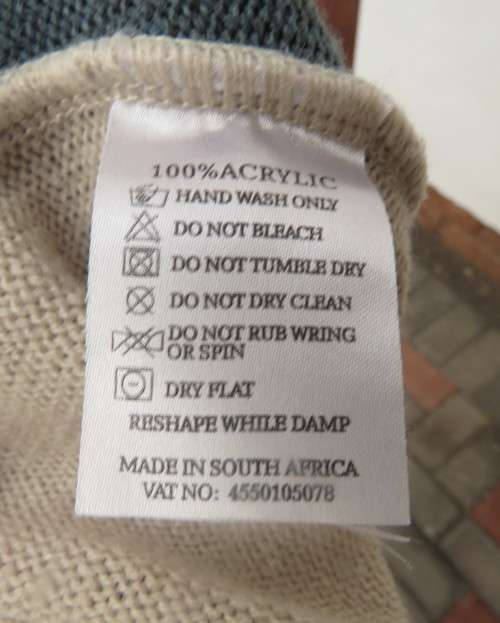 100%ACRYLIC
HAND WASH ONLY
DO NOT BLEACH
DO NOT TUMBLE DRY
DO NOT DRY CLEAN
DO NOT RUB WRING
OR SPIN
DRY FLAT
RESHAPE WHILE DAMP
MADE IN SOUTH AFRICA
VAT NO: 4550105078